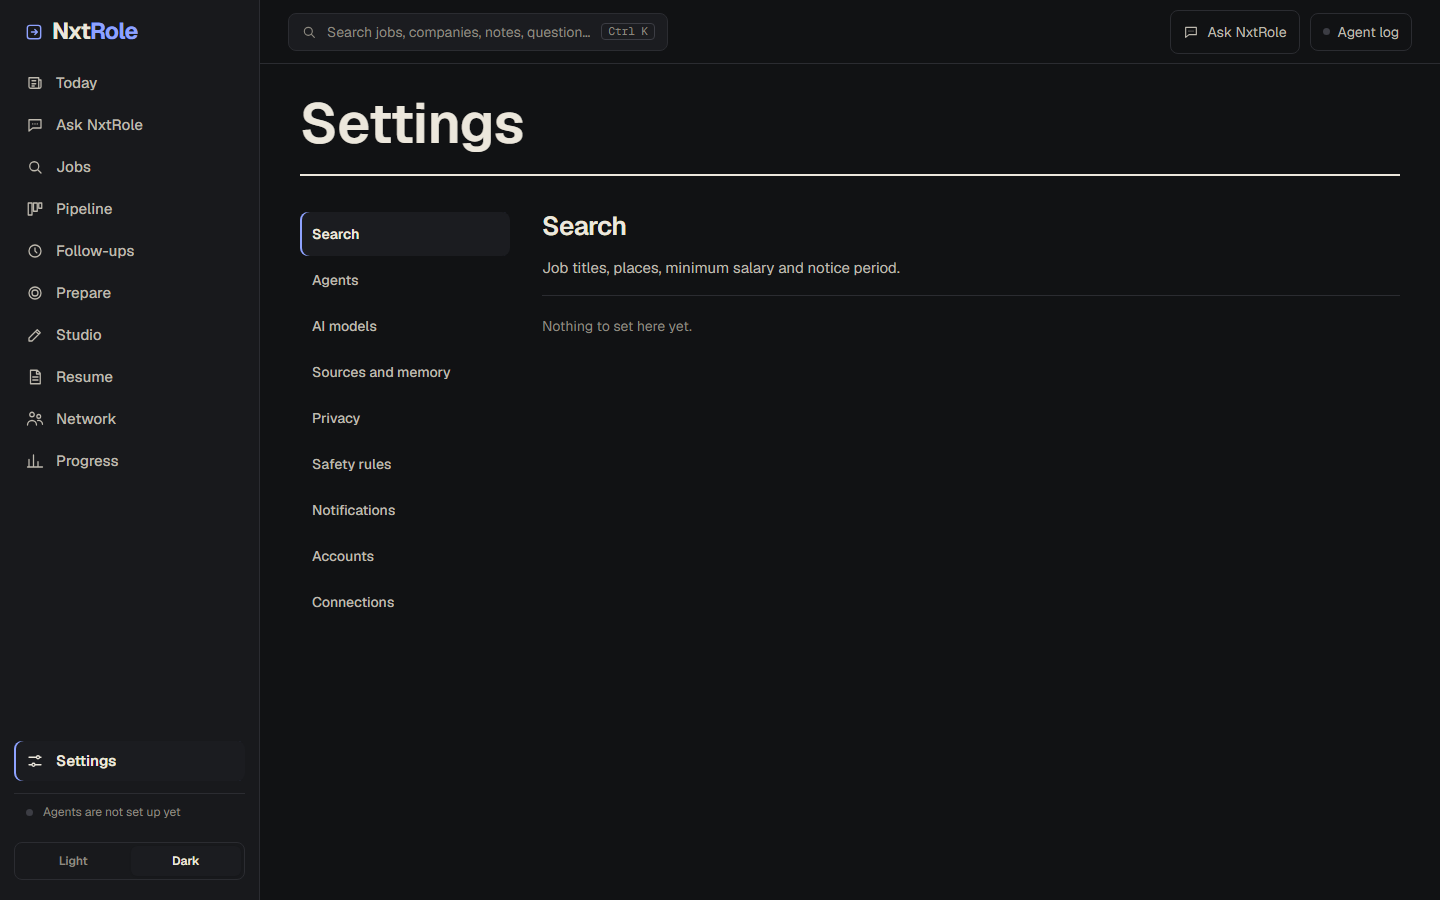 NxtRole
Search jobs, companies, notes, question...
Ctrl K
Ask NxtRole
Agent log
Today
Ask NxtRole
Jobs
Pipeline
Follow-ups
Prepare
Studio
Resume
Network
Progress
Settings
Agents are not set up yet
Light
Dark
Settings
Search
Agents
AI models
Sources and memory
Privacy
Safety rules
Notifications
Accounts
Connections
Search
Job titles, places, minimum salary and notice period.
Nothing to set here yet.